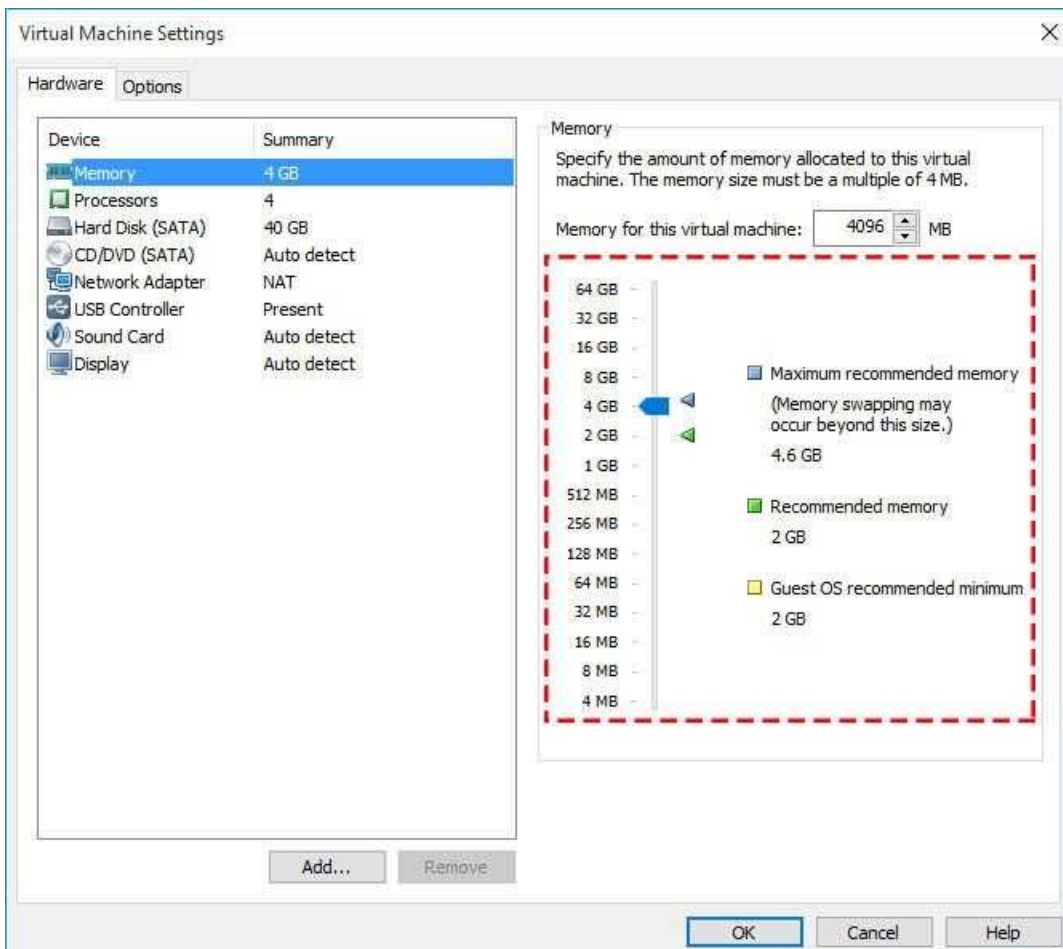 Virtual Machine Settings
Hardware Options
Device Summary
Memory 4 GB
Processors 4
Hard Disk (SATA) 40 GB
CD/DVD (SATA) Auto detect
Network Adapter NAT
USB Controller Present
Sound Card Auto detect
Display Auto detect
Add... Remove
Memory
Specify the amount of memory allocated to this virtual
machine. The memory size must be a multiple of 4 MB.
Memory for this virtual machine: 4096 MB
64 GB
32 GB
16 GB
8 GB
4 GB
2 GB
1 GB
512 MB
256 MB
128 MB
64 MB
32 MB
16 MB
8 MB
4 MB
Maximum recommended memory
(Memory swapping may
occur beyond this size.)
4.6 GB
Recommended memory
2 GB
Guest OS recommended minimum
2 GB
OK Cancel Help